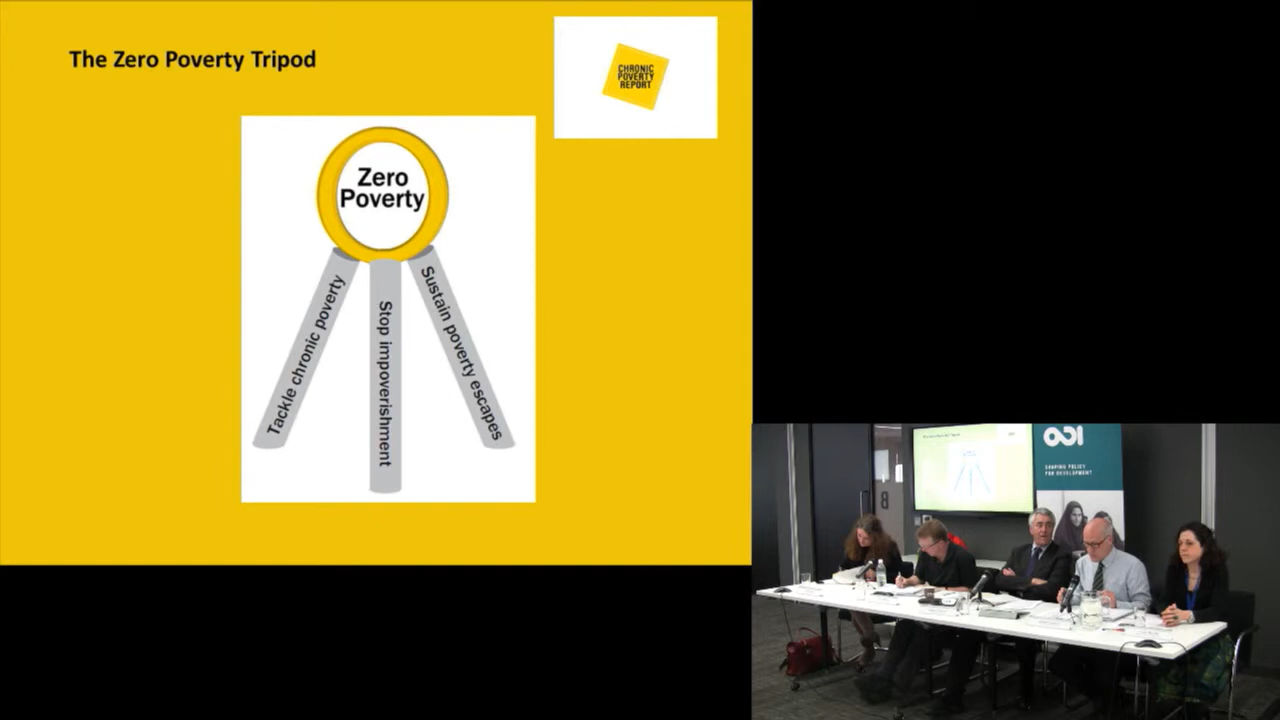 The Zero Poverty Tripod
CHRONIC
POVERTY
REPORT
Zero
Poverty
Tackle chronic poverty
Stop impoverishment
Sustain poverty escapes
ODI
SHAPING POLICY
FOR DEVELOPMENT
8